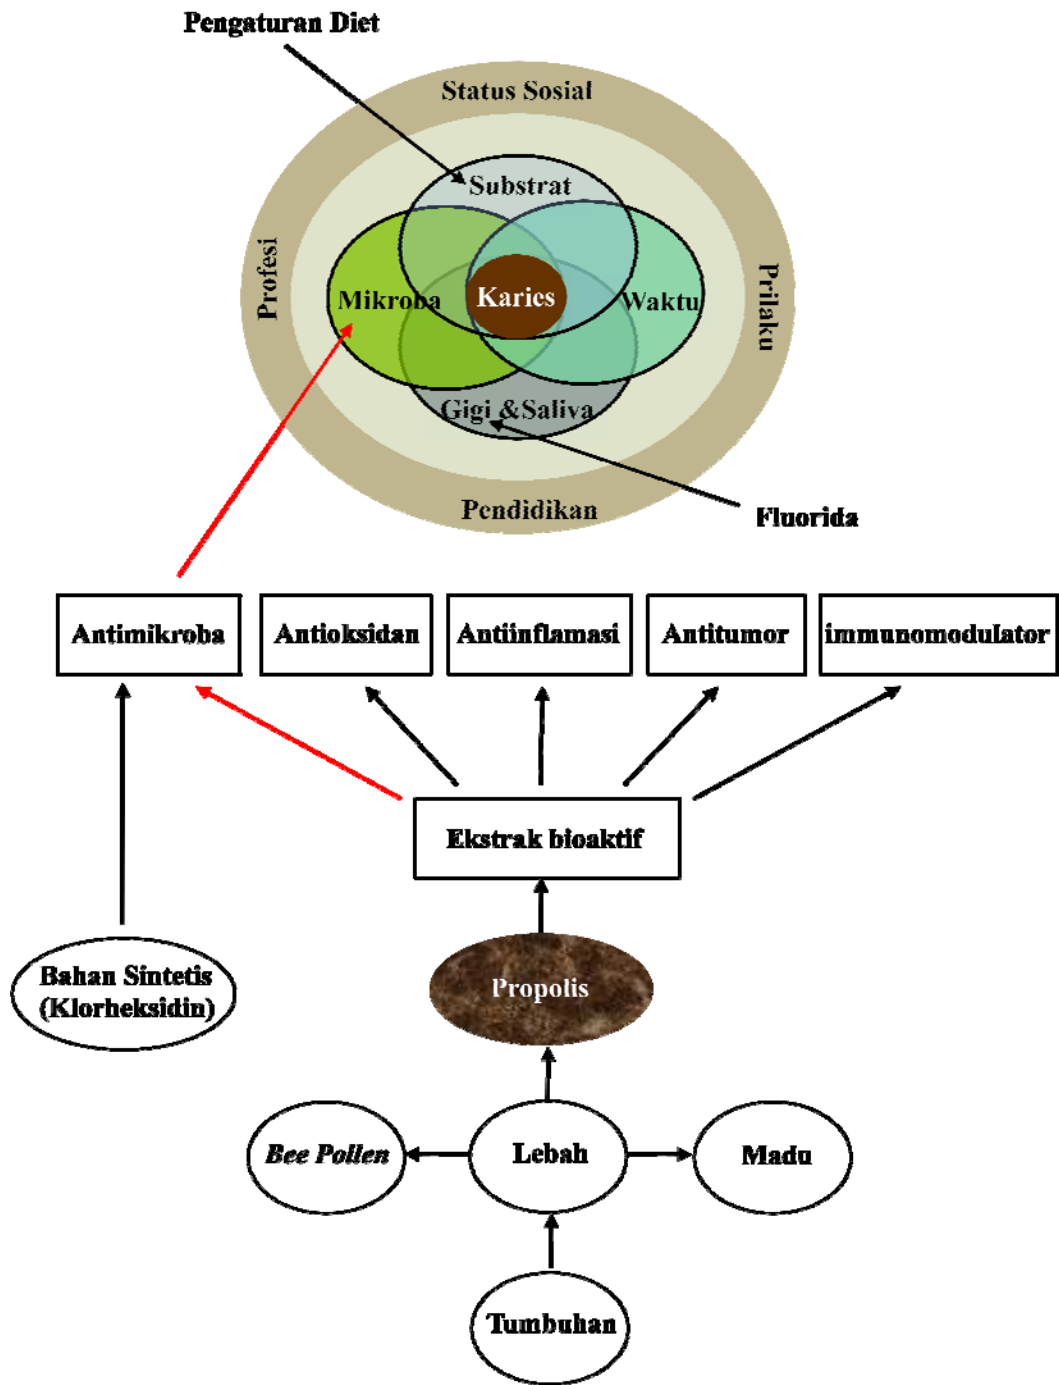 Pengaturan Diet
Status Sosial
Substrat
Profesi
Prilaku
Mikroba
Karies
Waktu
Gigi &Saliva
Pendidikan
Fluorida
Antimikroba
Antioksidan
Antiinflamasi
Antitumor
immunomodulator
Ekstrak bioaktif
Bahan Sintetis
(Klorheksidin)
Propolis
Bee Pollen
Lebah
Madu
Tumbuhan